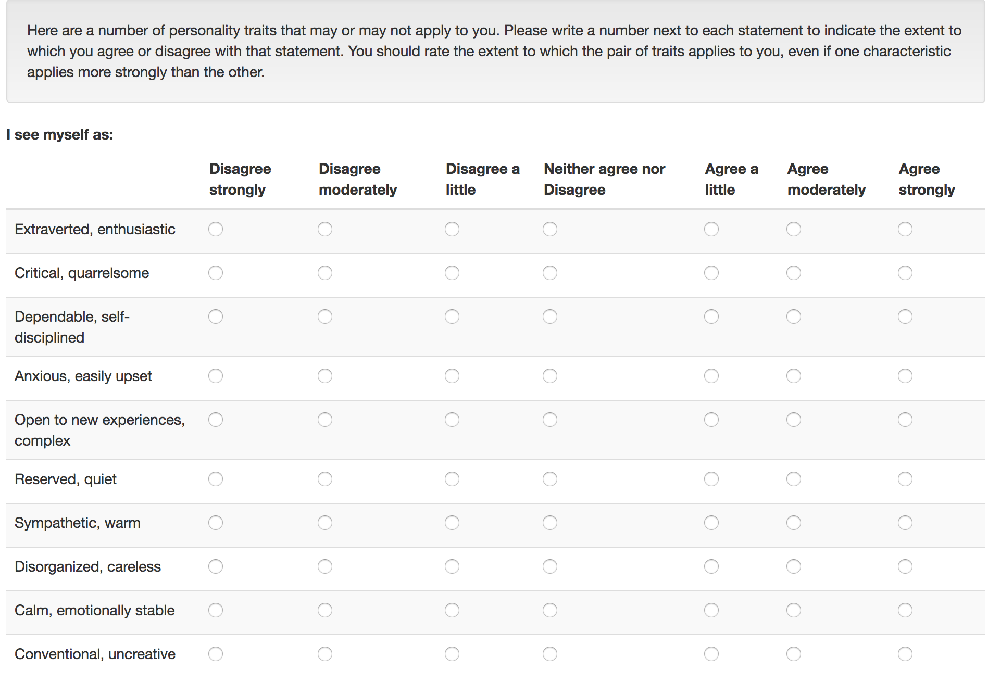 Here are a number of personality traits that may or may not apply to you. Please write a number next to each statement to indicate the extent to
which you agree or disagree with that statement. You should rate the extent to which the pair of traits applies to you, even if one characteristic
applies more strongly than the other.
I see myself as:
Disagree strongly
Disagree moderately
Disagree a little
Neither agree nor Disagree
Agree a little
Agree moderately
Agree strongly
Extraverted, enthusiastic
Critical, quarrelsome
Dependable, self-
disciplined
Anxious, easily upset
Open to new experiences,
complex
Reserved, quiet
Sympathetic, warm
Disorganized, careless
Calm, emotionally stable
Conventional, uncreative